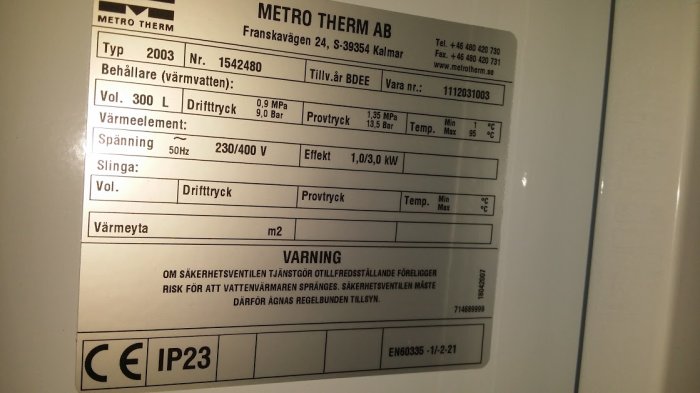 METRO THERM
METRO THERM AB
Franskavägen 24, S-39354 Kalmar
Tel. +46 480 420 730
Fax. +46 480 420 731
www.metrotherm.se
Typ 2003 Nr. 1542480 Tillv.år BDEE Vara nr.: 1112031003
Behållare (värmvatten):
Vol. 300 L Drifttryck 0,9 MPa 9,0 Bar Provtryck 1,35 MPa 13,5 Bar Temp. Min 1 °C Max 95 °C
Värmeelement:
Spänning ~ 50Hz 230/400 V Effekt 1,0/3,0 kW
Slinga:
Vol. Drifttryck Provtryck Temp. Min °C Max °C
Värmeyta m2
VARNING
OM SÄKERHETSVENTILEN TJÄNSTGÖR OTILLFREDSSTÄLLANDE FÖRELIGGER
RISK FÖR ATT VATTENVÄRMAREN SPRÄNGES. SÄKERHETSVENTILEN MÅSTE
DÄRFÖR ÄGNAS REGELBUNDEN TILLSYN.
714689999
18042007
CE IP23 EN60335 -1/-2-21